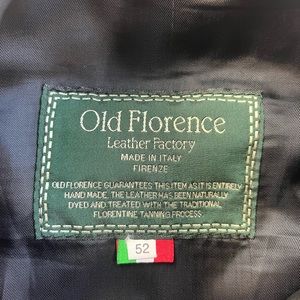 Old Florence
Leather Factory
MADE IN ITALY
FIRENZE
OLD FLORENCE GUARANTEES THIS ITEM AS IT IS ENTIRELY
HAND MADE. THE LEATHER HAS BEEN NATURALLY
DYED AND TREATED WITH THE TRADITIONAL
FLORENTINE TANNING PROCESS.
52